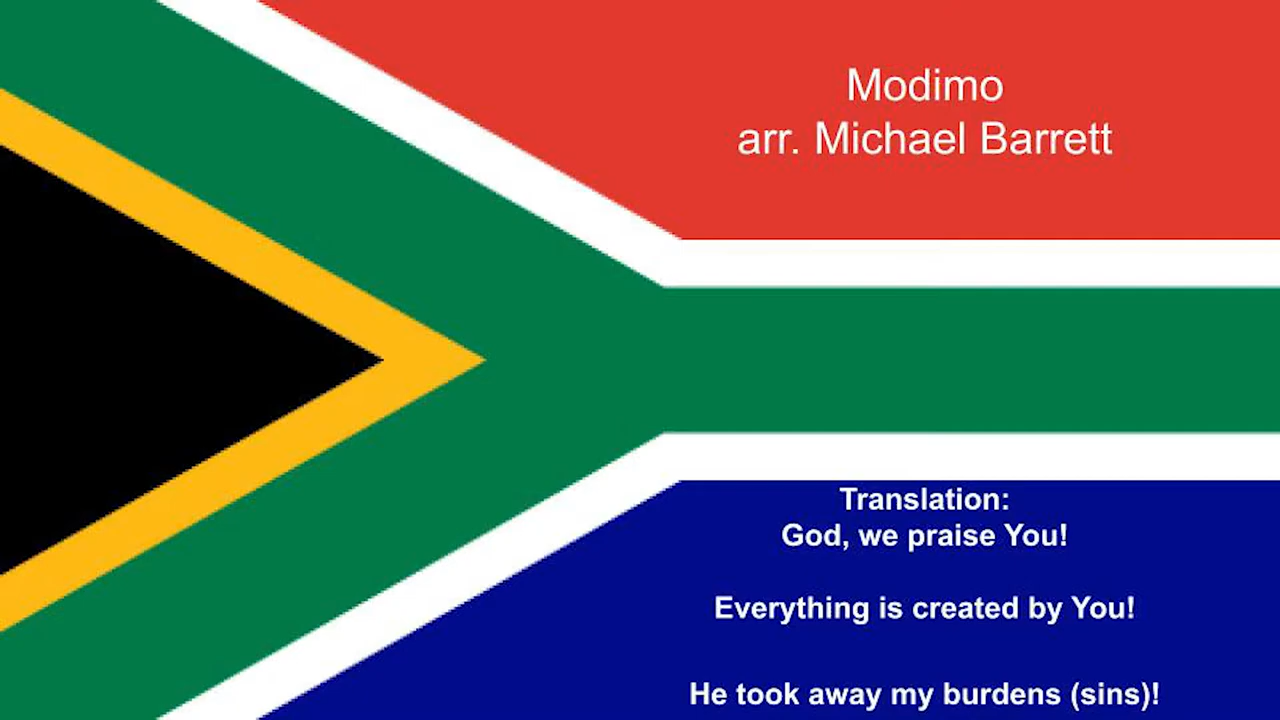 Modimo
arr. Michael Barrett
Translation:
God, we praise You!
Everything is created by You!
He took away my burdens (sins)!